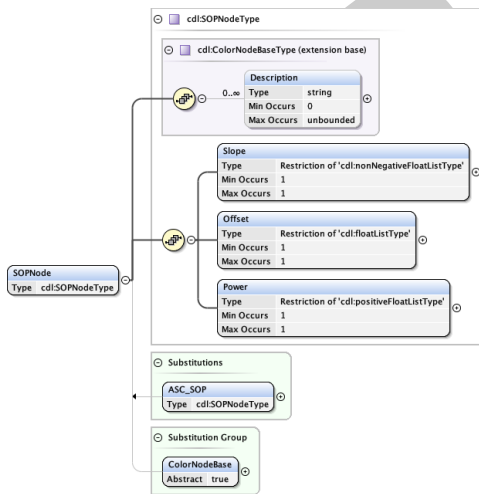 cdl:SOPNodeType
cdl:ColorNodeBaseType (extension base)
Description
0..∞
Type string
Min Occurs 0
Max Occurs unbounded
Slope
Type Restriction of 'cdl:nonNegativeFloatListType'
Min Occurs 1
Max Occurs 1
Offset
Type Restriction of 'cdl:floatListType'
Min Occurs 1
Max Occurs 1
SOPNode
Type cdl:SOPNodeType
Power
Type Restriction of 'cdl:positiveFloatListType'
Min Occurs 1
Max Occurs 1
Substitutions
ASC_SOP
Type cdl:SOPNodeType
Substitution Group
ColorNodeBase
Abstract true